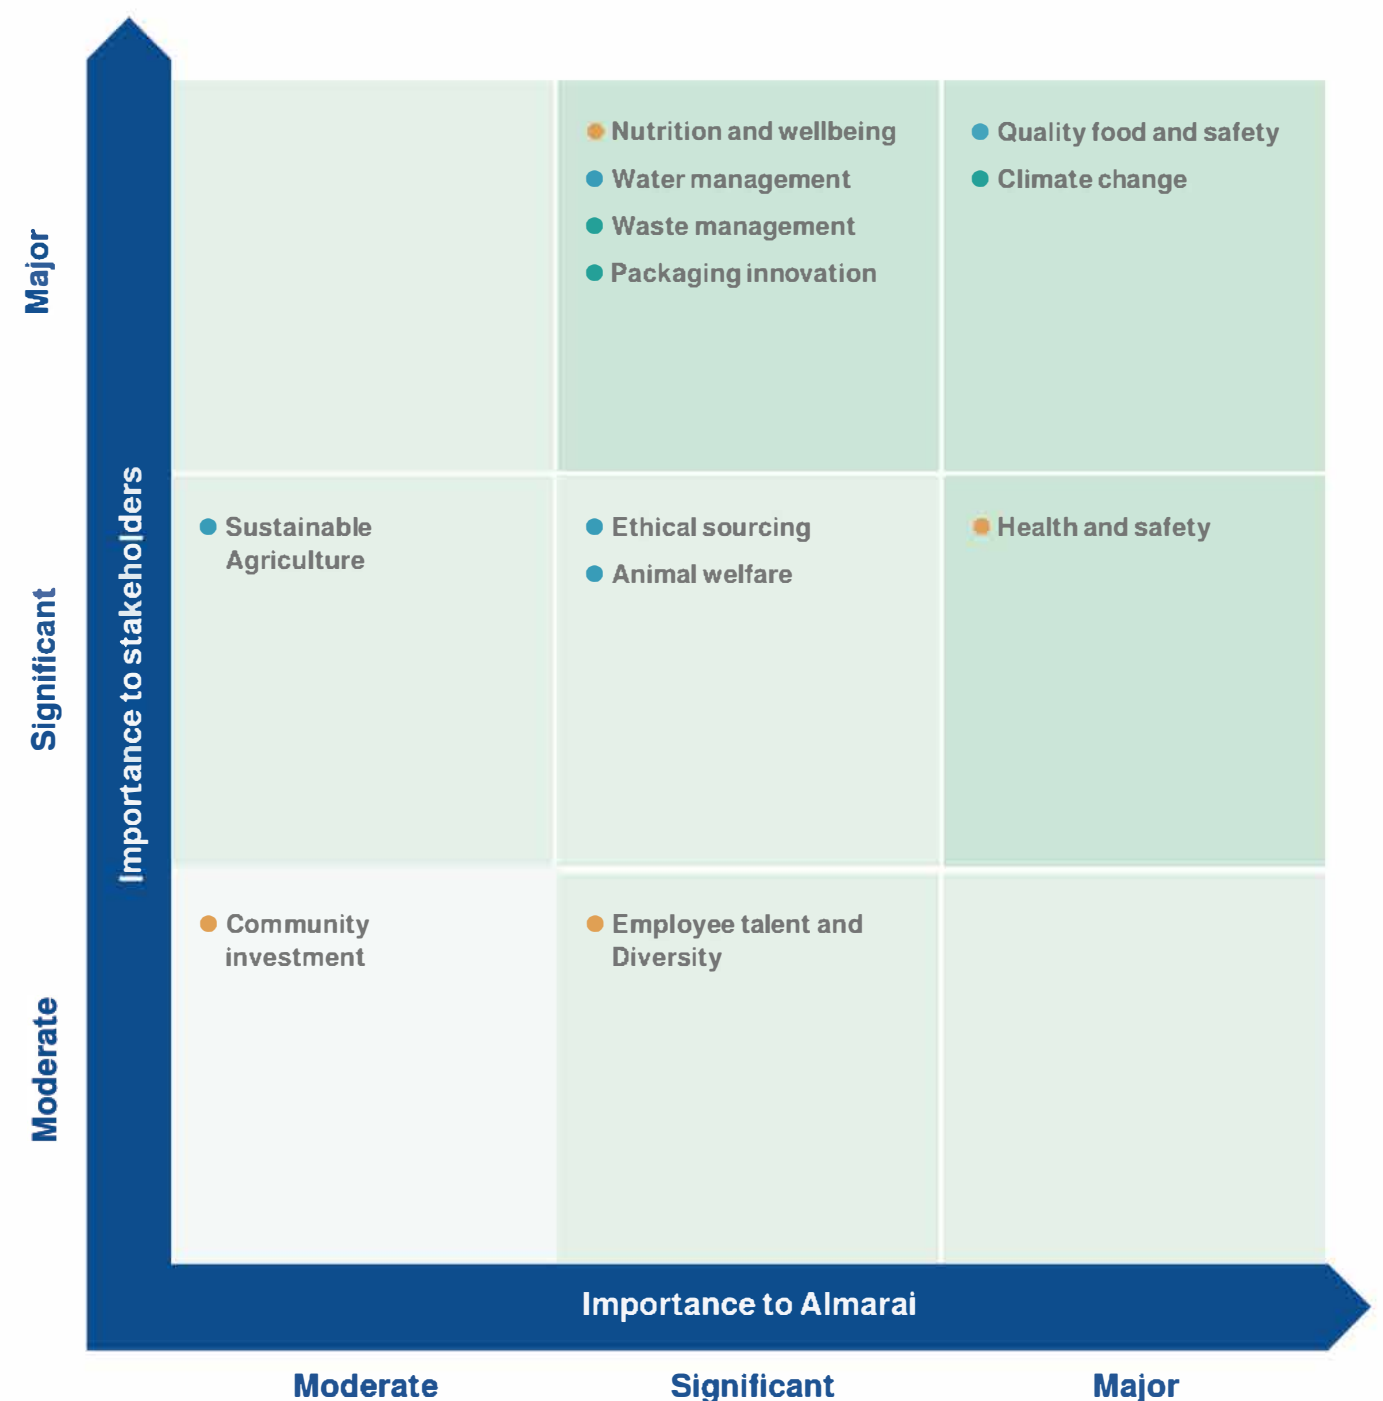 Major
Significant
Moderate
Importance to stakeholders
Nutrition and wellbeing
Water management
Waste management
Packaging innovation
Quality food and safety
Climate change
Sustainable
Agriculture
Ethical sourcing
Animal welfare
Health and safety
Community
investment
Employee talent and
Diversity
Importance to Almarai
Moderate
Significant
Major